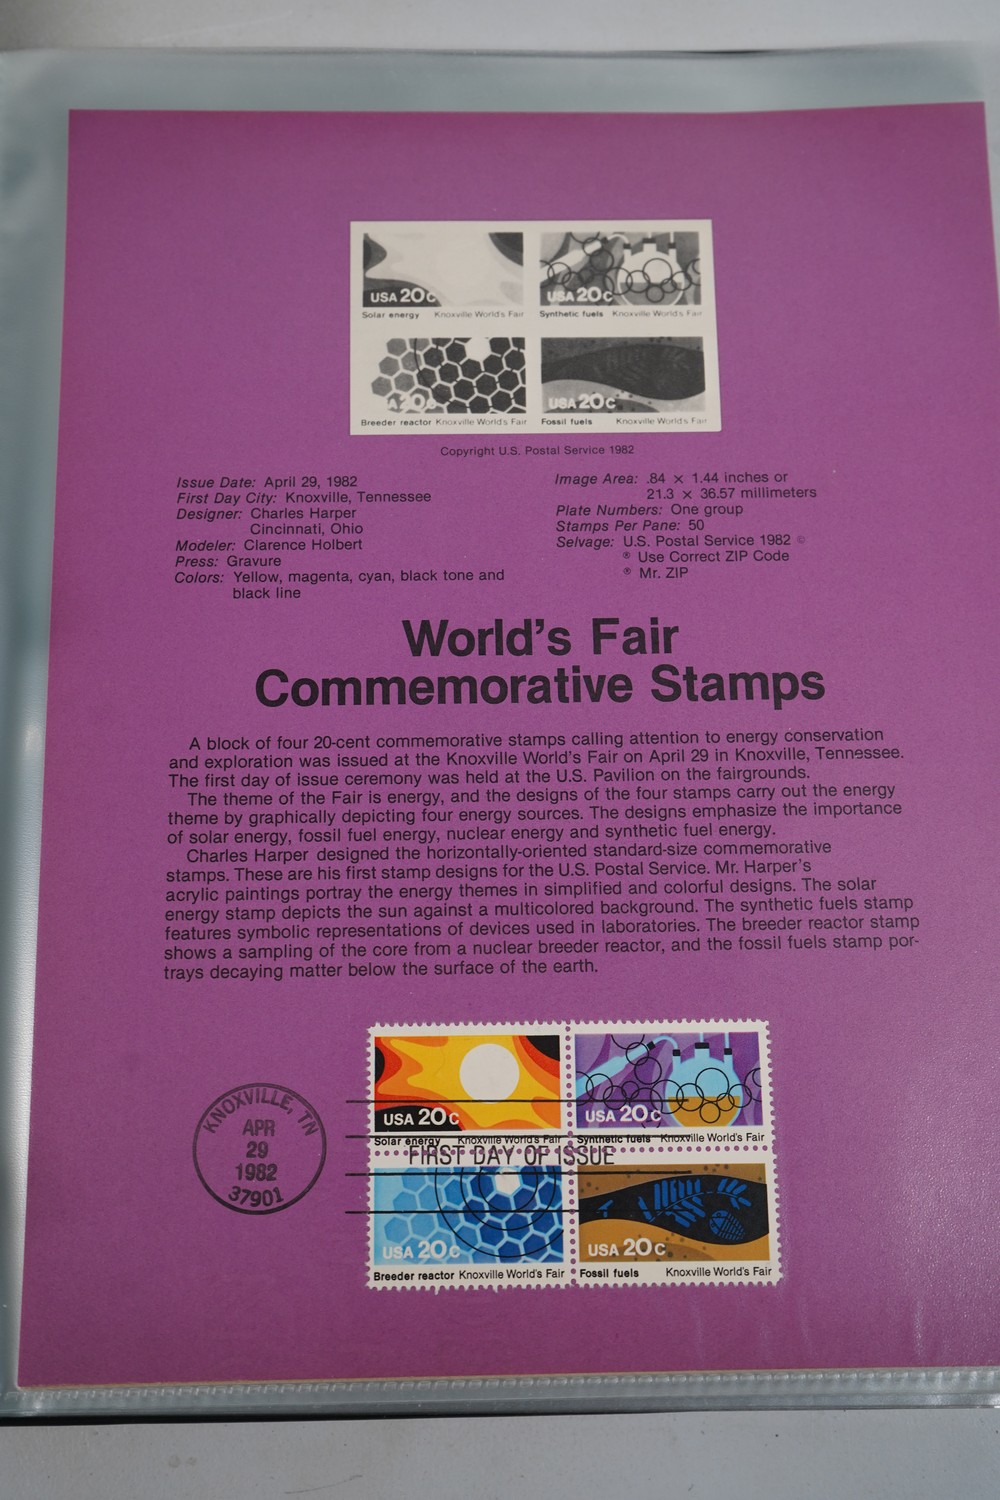 USA 20c
Solar energy Knoxville World's Fair
USA 20c
Synthetic fuels Knoxville World's Fair
A 20c
Breeder reactor Knoxville World's Fair
USA 20c
Fossil fuels Knoxville World's Fair
Copyright U.S. Postal Service 1982
Issue Date: April 29, 1982
First Day City: Knoxville, Tennessee
Designer: Charles Harper
Cincinnati, Ohio
Modeler: Clarence Holbert
Press: Gravure
Colors: Yellow, magenta, cyan, black tone and
black line
Image Area: .84 × 1.44 inches or
21.3 × 36.57 millimeters
Plate Numbers: One group
Stamps Per Pane: 50
Selvage: U.S. Postal Service 1982 ©
® Use Correct ZIP Code
® Mr. ZIP
World's Fair
Commemorative Stamps
A block of four 20-cent commemorative stamps calling attention to energy conservation
and exploration was issued at the Knoxville World's Fair on April 29 in Knoxville, Tennessee.
The first day of issue ceremony was held at the U.S. Pavilion on the fairgrounds.
The theme of the Fair is energy, and the designs of the four stamps carry out the energy
theme by graphically depicting four energy sources. The designs emphasize the importance
of solar energy, fossil fuel energy, nuclear energy and synthetic fuel energy.
Charles Harper designed the horizontally-oriented standard-size commemorative
stamps. These are his first stamp designs for the U.S. Postal Service. Mr. Harper's
acrylic paintings portray the energy themes in simplified and colorful designs. The solar
energy stamp depicts the sun against a multicolored background. The synthetic fuels stamp
features symbolic representations of devices used in laboratories. The breeder reactor stamp
shows a sampling of the core from a nuclear breeder reactor, and the fossil fuels stamp por-
trays decaying matter below the surface of the earth.
KNOXVILLE, TN
APR
29
1982
37901
USA 20c
Solar energy Knoxville World's Fair
USA 20c
Synthetic fuels Knoxville World's Fair
FIRST DAY OF ISSUE
USA 20c
Breeder reactor Knoxville World's Fair
USA 20c
Fossil fuels Knoxville World's Fair